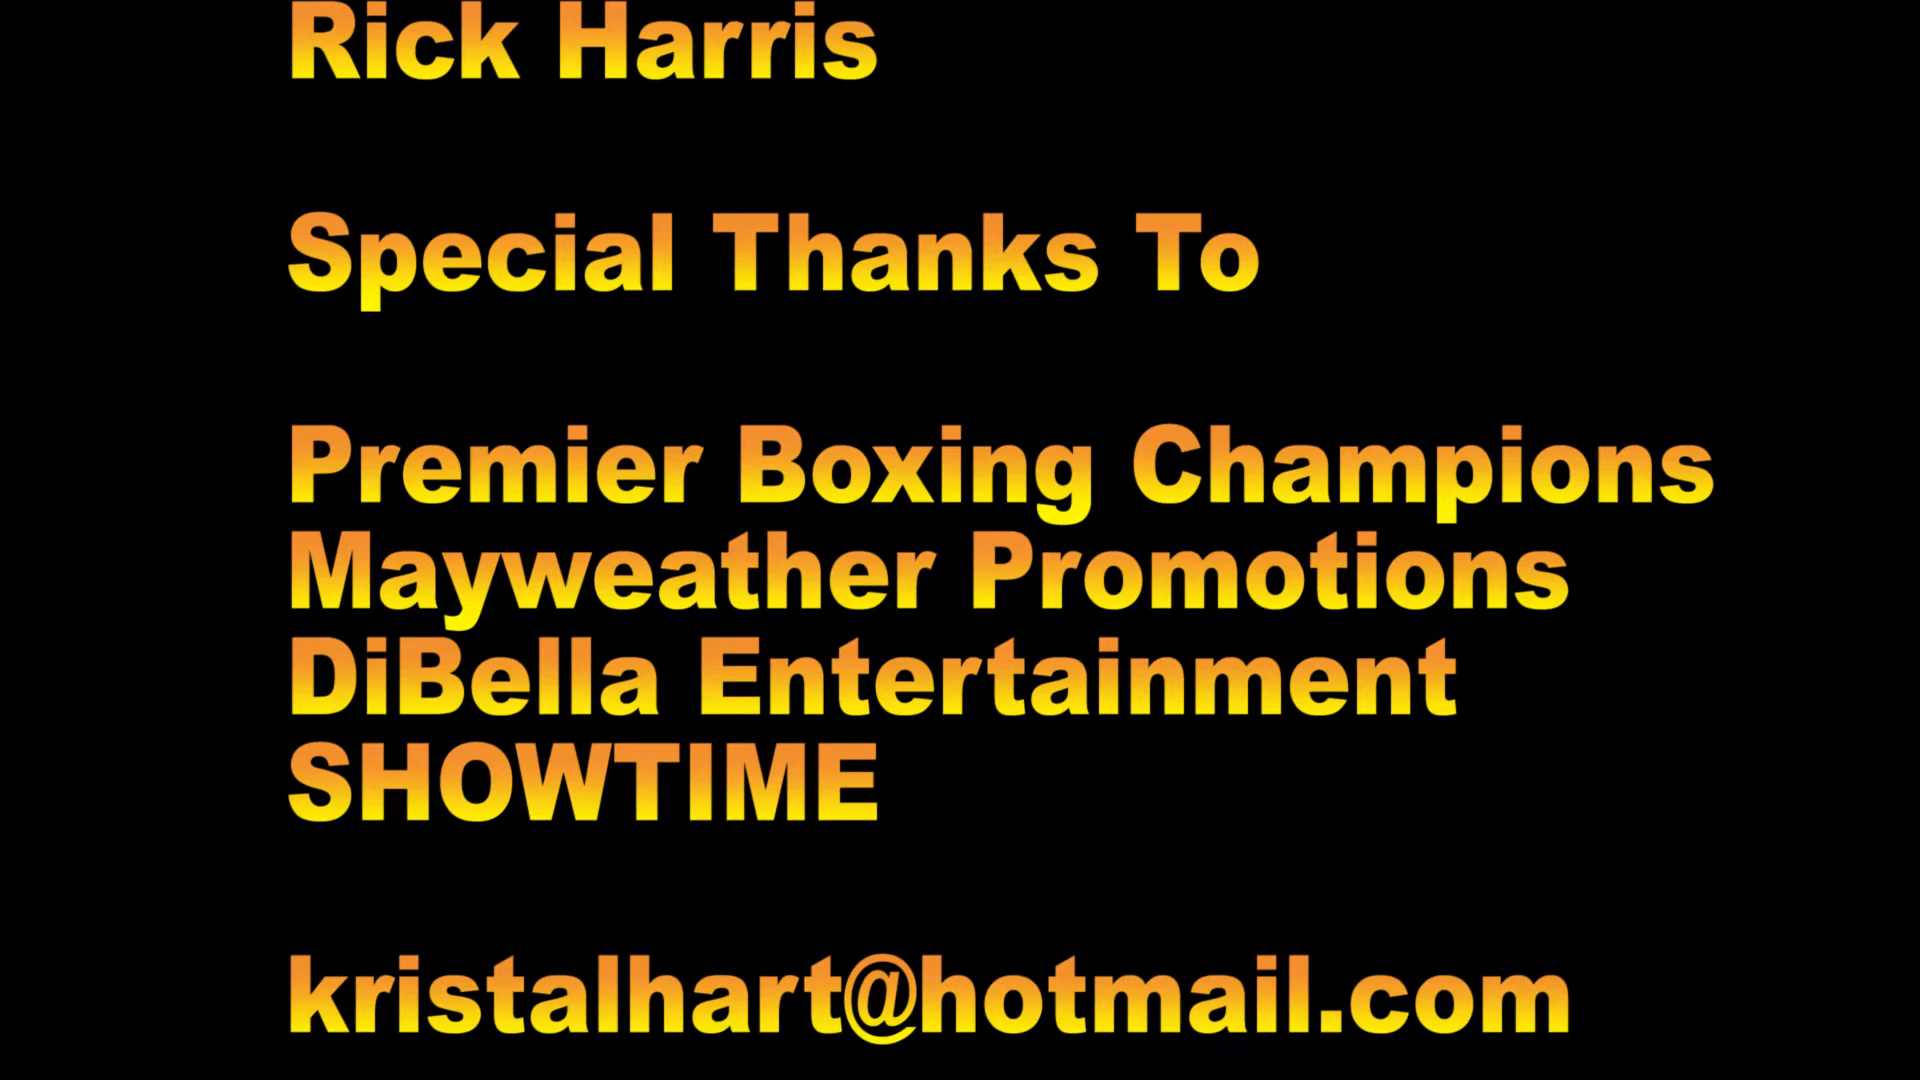 Rick Harris
Special Thanks To
Premier Boxing Champions
Mayweather Promotions
DiBella Entertainment
SHOWTIME
kristalhart@hotmail.com